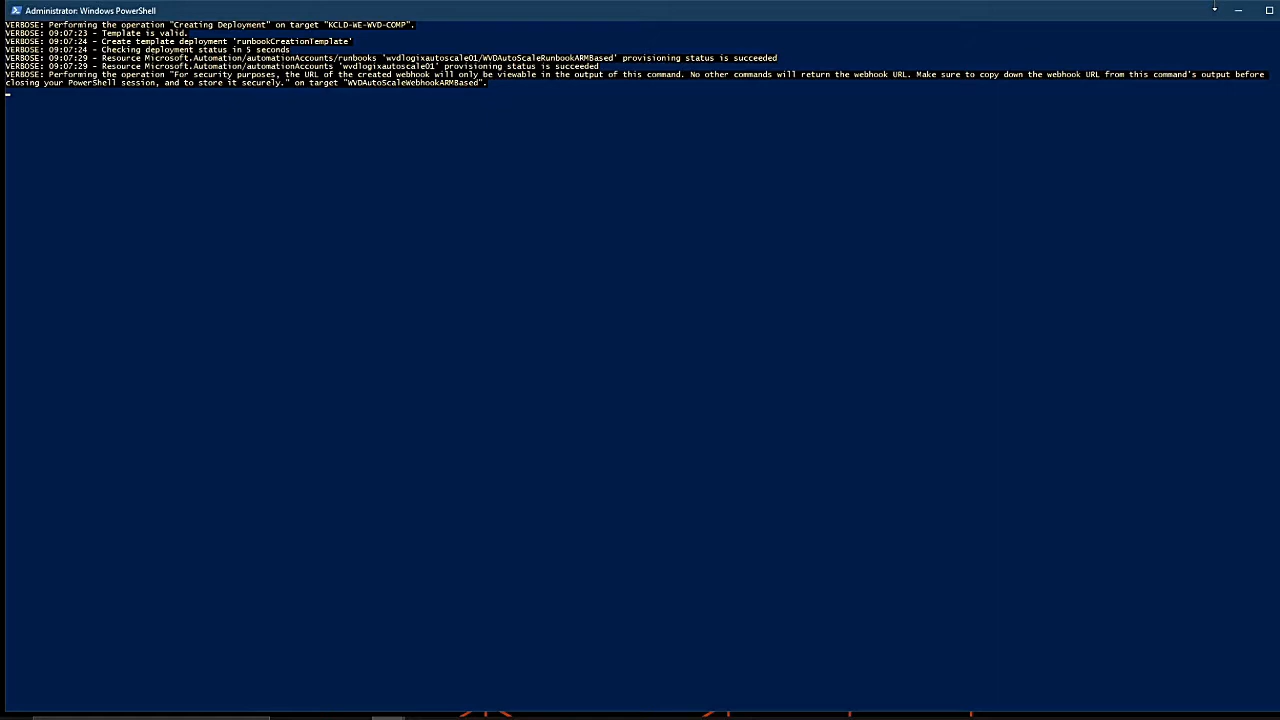 Administrator: Windows PowerShell
VERBOSE: Performing the operation "Creating Deployment" on target "KCLD-WE-WVD-COMP".
VERBOSE: 09:07:23 - Template is valid.
VERBOSE: 09:07:24 - Create template deployment 'runbookCreationTemplate'
VERBOSE: 09:07:24 - Checking deployment status in 5 seconds
VERBOSE: 09:07:29 - Resource Microsoft.Automation/automationAccounts/runbooks 'wvdlogixautoscale01/WVDAutoScaleRunbookARMBased' provisioning status is succeeded
VERBOSE: 09:07:29 - Resource Microsoft.Automation/automationAccounts 'wvdlogixautoscale01' provisioning status is succeeded
VERBOSE: Performing the operation "For security purposes, the URL of the created webhook will only be viewable in the output of this command. No other commands will return the webhook URL. Make sure to copy down the webhook URL from this command's output before
closing your PowerShell session, and to store it securely." on target "WVDAutoScaleWebhookARMBased".